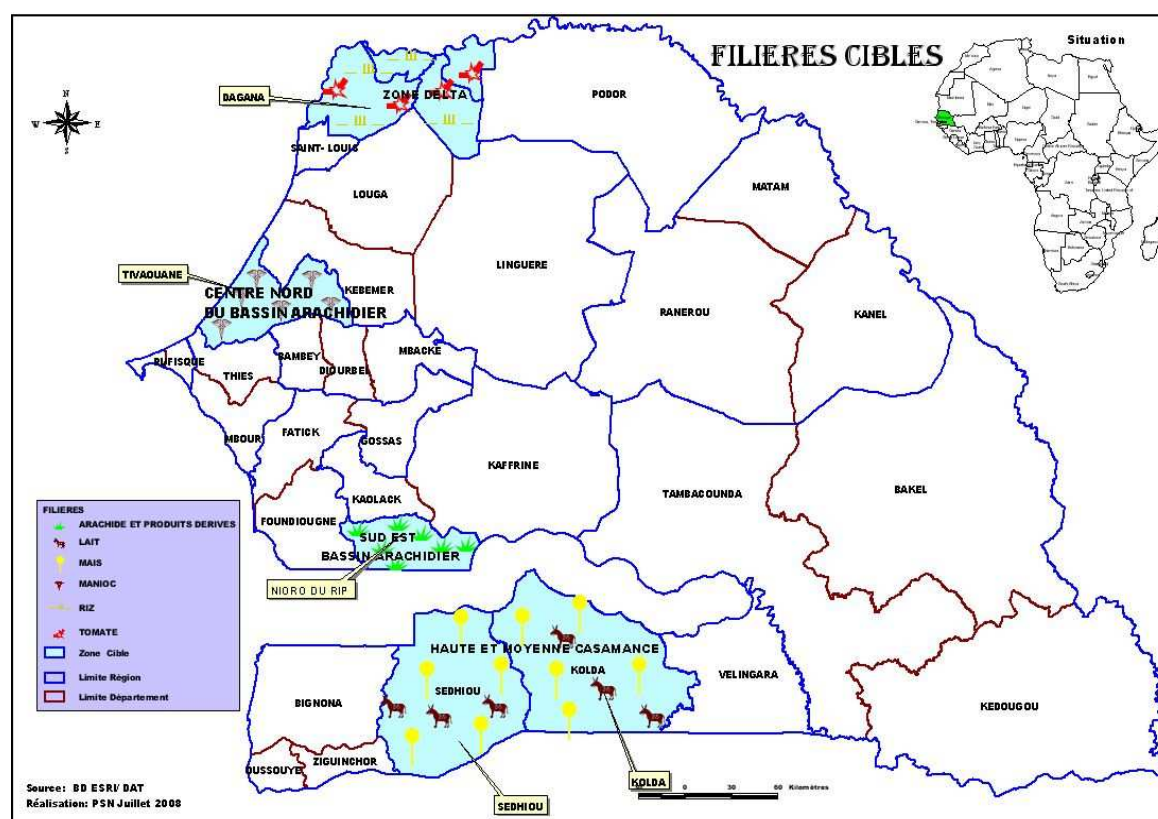 FILIERES CIBLES
Situation
DAGANA
ZONE DELTA
PODOR
SAINT- LOUIS
MATAM
LOUGA
TIVAOUANE
LINGUERE
CENTRE NORD
DU BASSIN ARACHIDIER
KEBEMER
RANEROU
KANEL
RUFISQUE
THIES
BAMBEY
DIOURBEL
MBACKE
MBOUR
FATICK
GOSSAS
KAFFRINE
TAMBACOUNDA
BAKEL
KAOLACK
FOUNDIOUGNE
SUD EST
BASSIN ARACHIDIER
NIORO DU RIP
FILIERES
ARACHIDE ET PRODUITS DERIVES
LAIT
MAIS
MANIOC
RIZ
TOMATE
Zone Cible
Limite Région
Limite Département
HAUTE ET MOYENNE CASAMANCE
KOLDA
SEDHIOU
VELINGARA
BIGNONA
KEDOUGOU
OUSSOUYE
ZIGUINCHOR
KOLDA
SEDHIOU
30 0 30 60 Kilomètres
Source: BD ESRI/ DAT
Réalisation: PSN Juillet 2008
N
W E
S